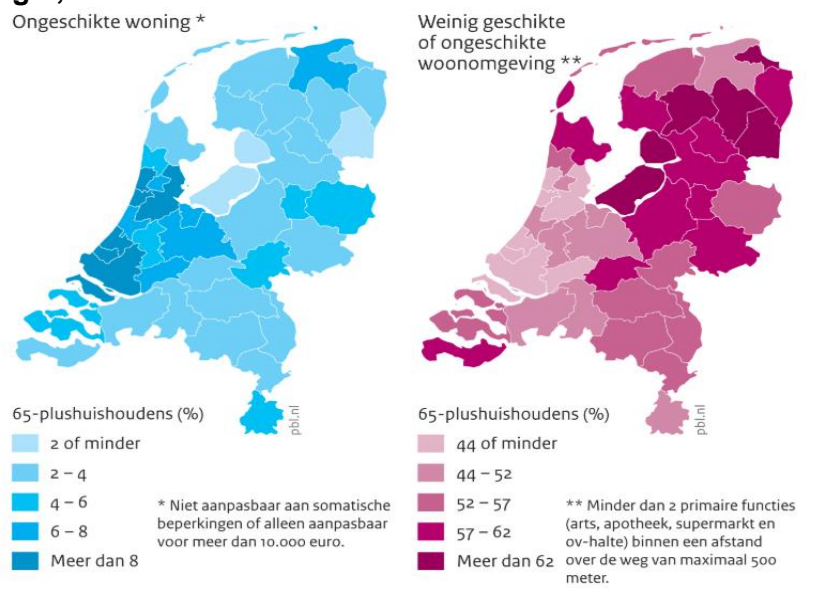 Ongeschikte woning *
Weinig geschikte
of ongeschikte
woonomgeving **
65-plushuishoudens (%)
2 of minder
2 – 4
4 – 6
6 – 8
Meer dan 8
* Niet aanpasbaar aan somatische
beperkingen of alleen aanpasbaar
voor meer dan 10.000 euro.
pbl.nl
65-plushuishoudens (%)
44 of minder
44 – 52
52 – 57
57 – 62
Meer dan 62
** Minder dan 2 primaire functies
(arts, apotheek, supermarkt en
ov-halte) binnen een afstand
over de weg van maximaal 500
meter.
pbl.nl